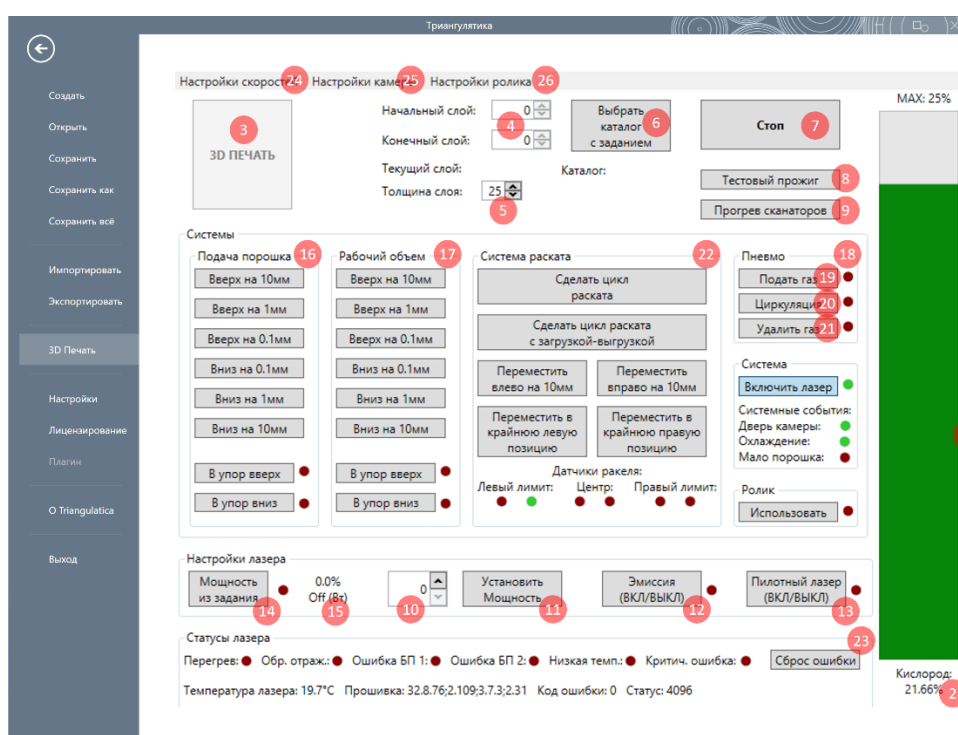 Триангулятика
Настройки скорост 24 Настройки камер 25 Настройки ролика 26
Создать
Открыть
Сохранить
Сохранить как
Сохранить всё
Импортировать
Экспортировать
3D Печать
Настройки
Лицензирование
Плагин
О Triangulatica
Выход
3
3D ПЕЧАТЬ
Начальный слой: 0
4
Конечный слой: 0
Текущий слой:
Толщина слоя: 25
5
Выбрать
каталог 6
с заданием
Каталог:
Стоп 7
Тестовый прожиг 8
Прогрев сканаторов 9
MAX: 25%
Системы
Подача порошка 16
Вверх на 10мм
Вверх на 1мм
Вверх на 0.1мм
Вниз на 0.1мм
Вниз на 1мм
Вниз на 10мм
В упор вверх
В упор вниз
Рабочий объем 17
Вверх на 10мм
Вверх на 1мм
Вверх на 0.1мм
Вниз на 0.1мм
Вниз на 1мм
Вниз на 10мм
В упор вверх
В упор вниз
Система раската 22
Сделать цикл
раската
Сделать цикл раската
с загрузкой-выгрузкой
Переместить
влево на 10мм
Переместить
вправо на 10мм
Переместить в
крайнюю левую
позицию
Переместить в
крайнюю правую
позицию
Датчики ракеля:
Левый лимит: Центр: Правый лимит:
Пневмо 18
Подать газ 19
Циркуляция 20
Удалить газ 21
Система
Включить лазер
Системные события:
Дверь камеры:
Охлаждение:
Мало порошка:
Ролик
Использовать
Настройки лазера
Мощность
из задания
14
0.0%
Off (Вт)
15
0
10
Установить
Мощность
11
Эмиссия
(ВКЛ/ВЫКЛ)
12
Пилотный лазер
(ВКЛ/ВЫКЛ)
13
Статусы лазера
23
Перегрев: Обр. отраж.: Ошибка БП 1: Ошибка БП 2: Низкая темп.: Критич. ошибка: Сброс ошибки
Температура лазера: 19.7°C Прошивка: 32.8.76;2.109;3.7.3;2.31 Код ошибки: 0 Статус: 4096
Кислород:
21.66%
2